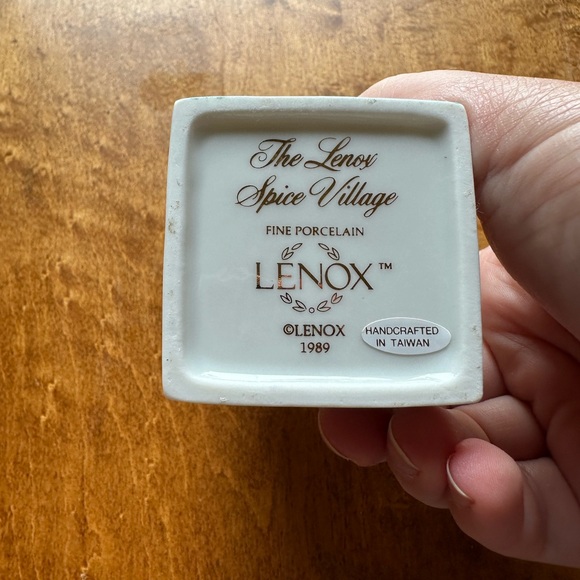 The Lenox
Spice Village
FINE PORCELAIN
LENOX™
©LENOX
1989
HANDCRAFTED
IN TAIWAN